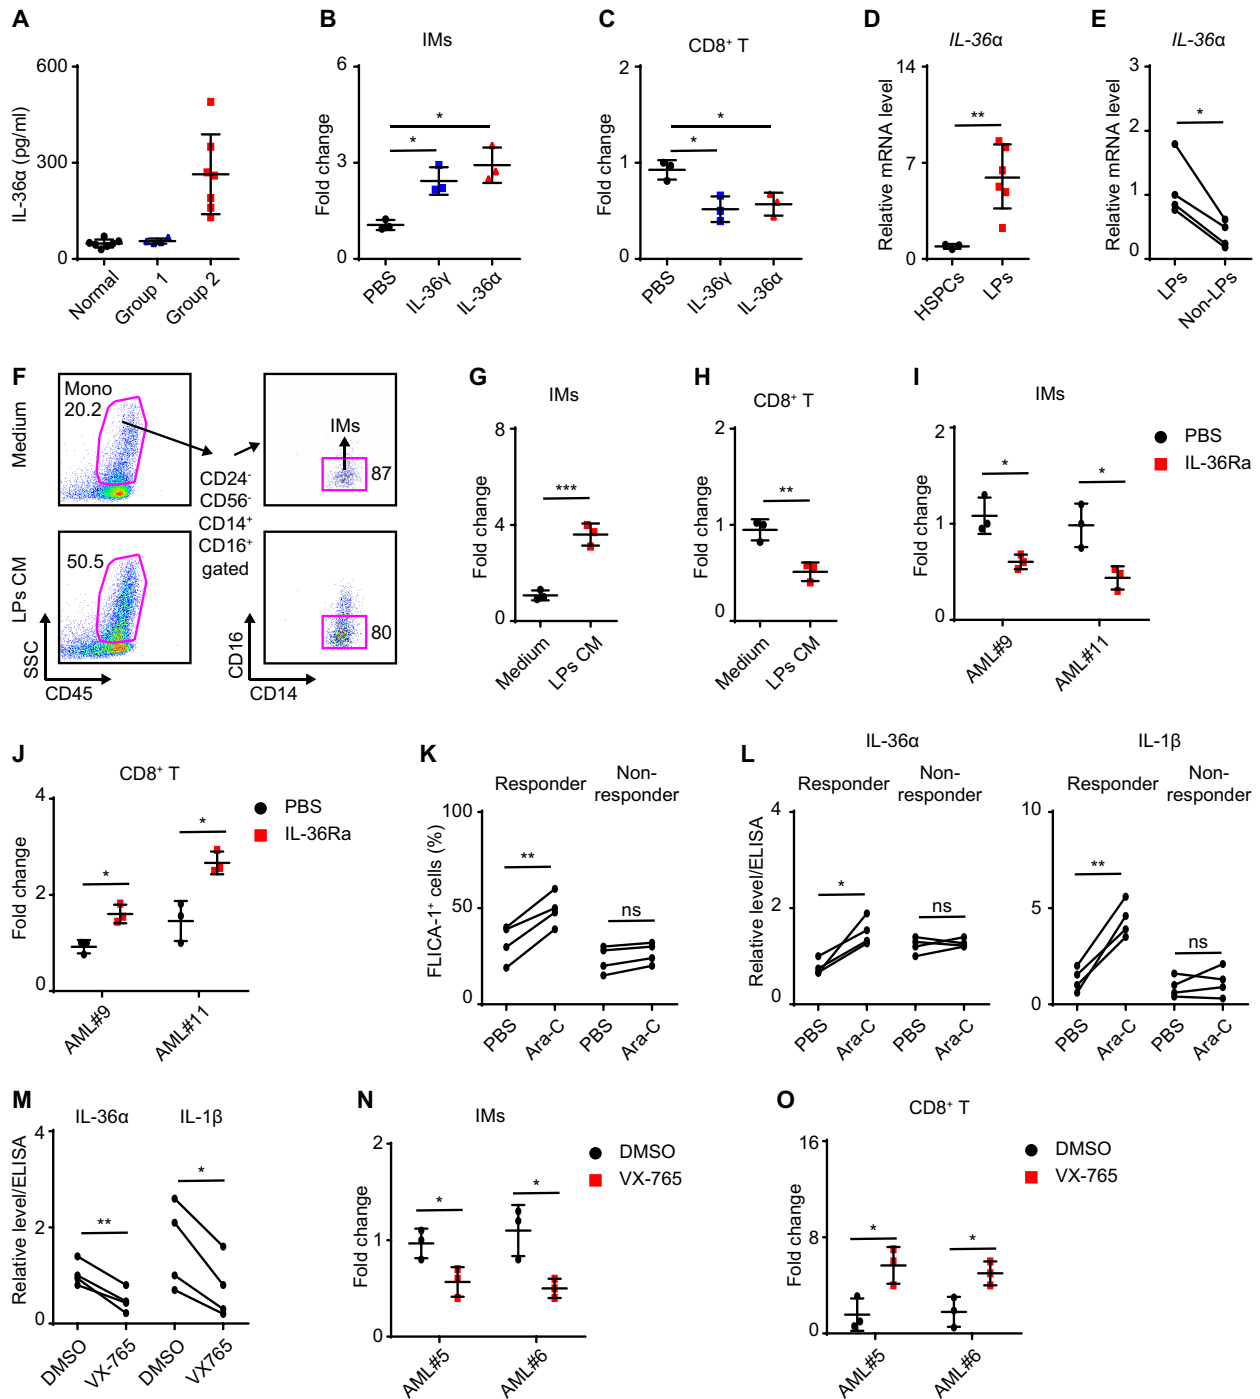 A
IL-36α (pg/ml)
600
300
0
Normal
Group 1
Group 2
B
IMs
Fold change
6
3
0
*
*
PBS
IL-36γ
IL-36α
C
CD8⁺ T
Fold change
2
1
0
*
*
PBS
IL-36γ
IL-36α
D
IL-36α
Relative mRNA level
14
7
0
**
HSPCs
LPs
E
IL-36α
Relative mRNA level
3
2
1
0
*
LPs
Non-LPs
F
Medium
Mono
20.2
CD24⁻
CD56⁻
CD14⁺
CD16⁺
gated
IMs
87
LPs CM
50.5
80
SSC
CD45
CD16
CD14
G
IMs
Fold change
8
4
0
***
Medium
LPs CM
H
CD8⁺ T
Fold change
2
1
0
**
Medium
LPs CM
I
IMs
Fold change
2
1
0
*
*
PBS
IL-36Ra
AML#9
AML#11
J
CD8⁺ T
Fold change
4
2
0
*
*
PBS
IL-36Ra
AML#9
AML#11
K
Responder
Non-
responder
FLICA-1⁺ cells (%)
100
50
0
**
ns
PBS
Ara-C
PBS
Ara-C
L
IL-36α
Responder
Non-
responder
Relative level/ELISA
4
2
0
*
ns
PBS
Ara-C
PBS
Ara-C
IL-1β
Responder
Non-
responder
10
5
0
**
ns
PBS
Ara-C
PBS
Ara-C
M
IL-36α
IL-1β
Relative level/ELISA
4
2
0
**
*
DMSO
VX-765
DMSO
VX765
N
IMs
Fold change
2
1
0
*
*
DMSO
VX-765
AML#5
AML#6
O
CD8⁺ T
Fold change
16
8
0
*
*
DMSO
VX-765
AML#5
AML#6